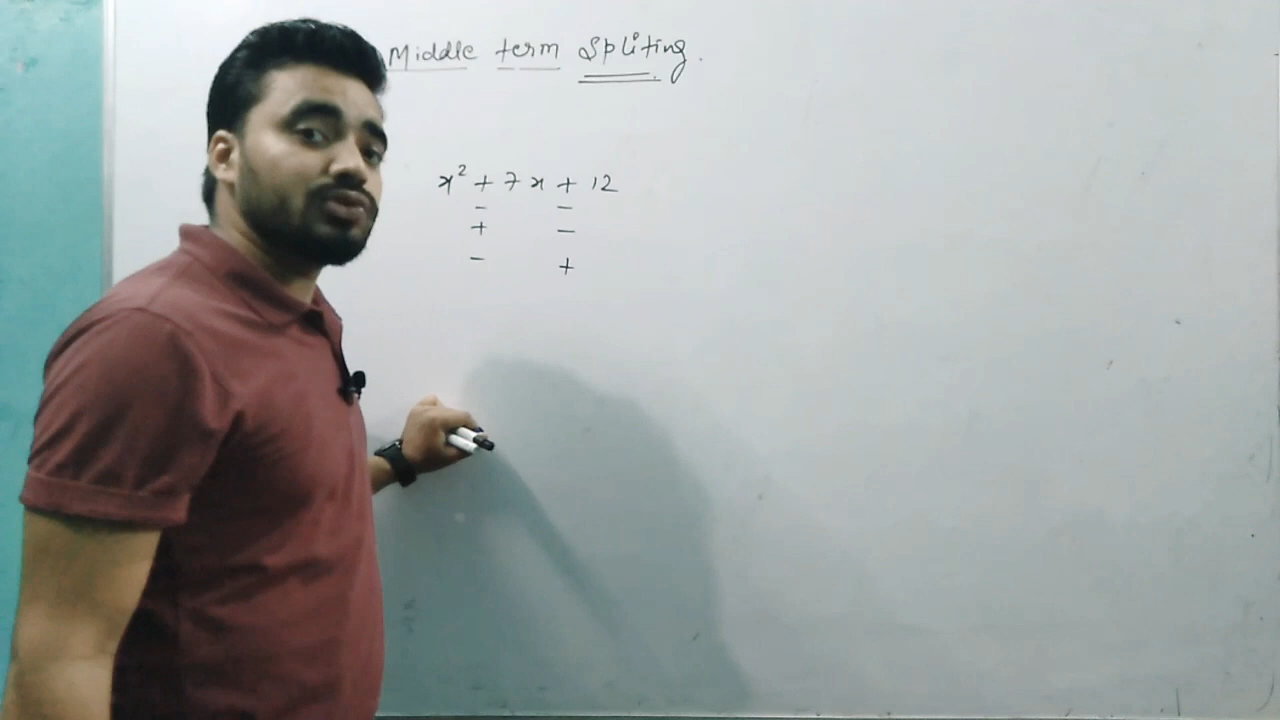 Middle term Spliting.
x² + 7x + 12
- -
+ -
- +